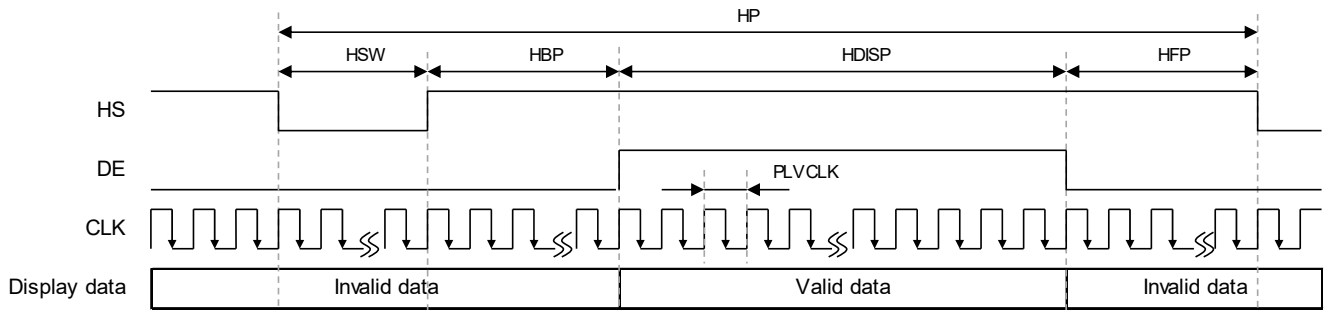 HP
HSW HBP HDISP HFP
HS
DE
PLVCLK
CLK
Display data Invalid data Valid data Invalid data